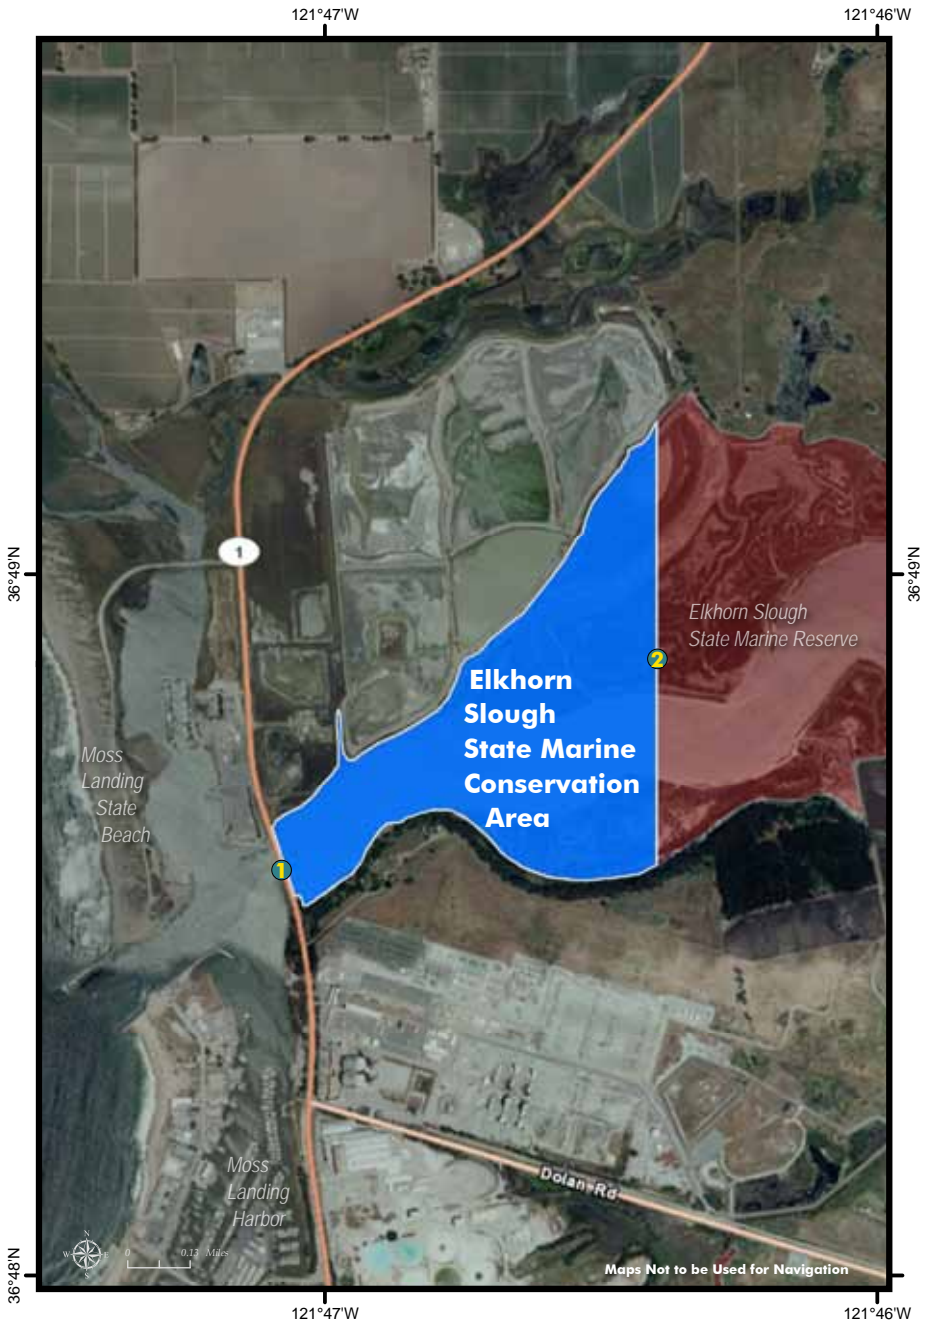 121°47'W
121°46'W
1
36°49'N
36°49'N
Elkhorn Slough
State Marine Reserve
2
Elkhorn
Slough
State Marine
Conservation
Area
Moss
Landing
State
Beach
1
Moss
Landing
Harbor
Dolan Rd
N
W
E
S
0
0.13 Miles
Maps Not to be Used for Navigation
36°48'N
121°47'W
121°46'W